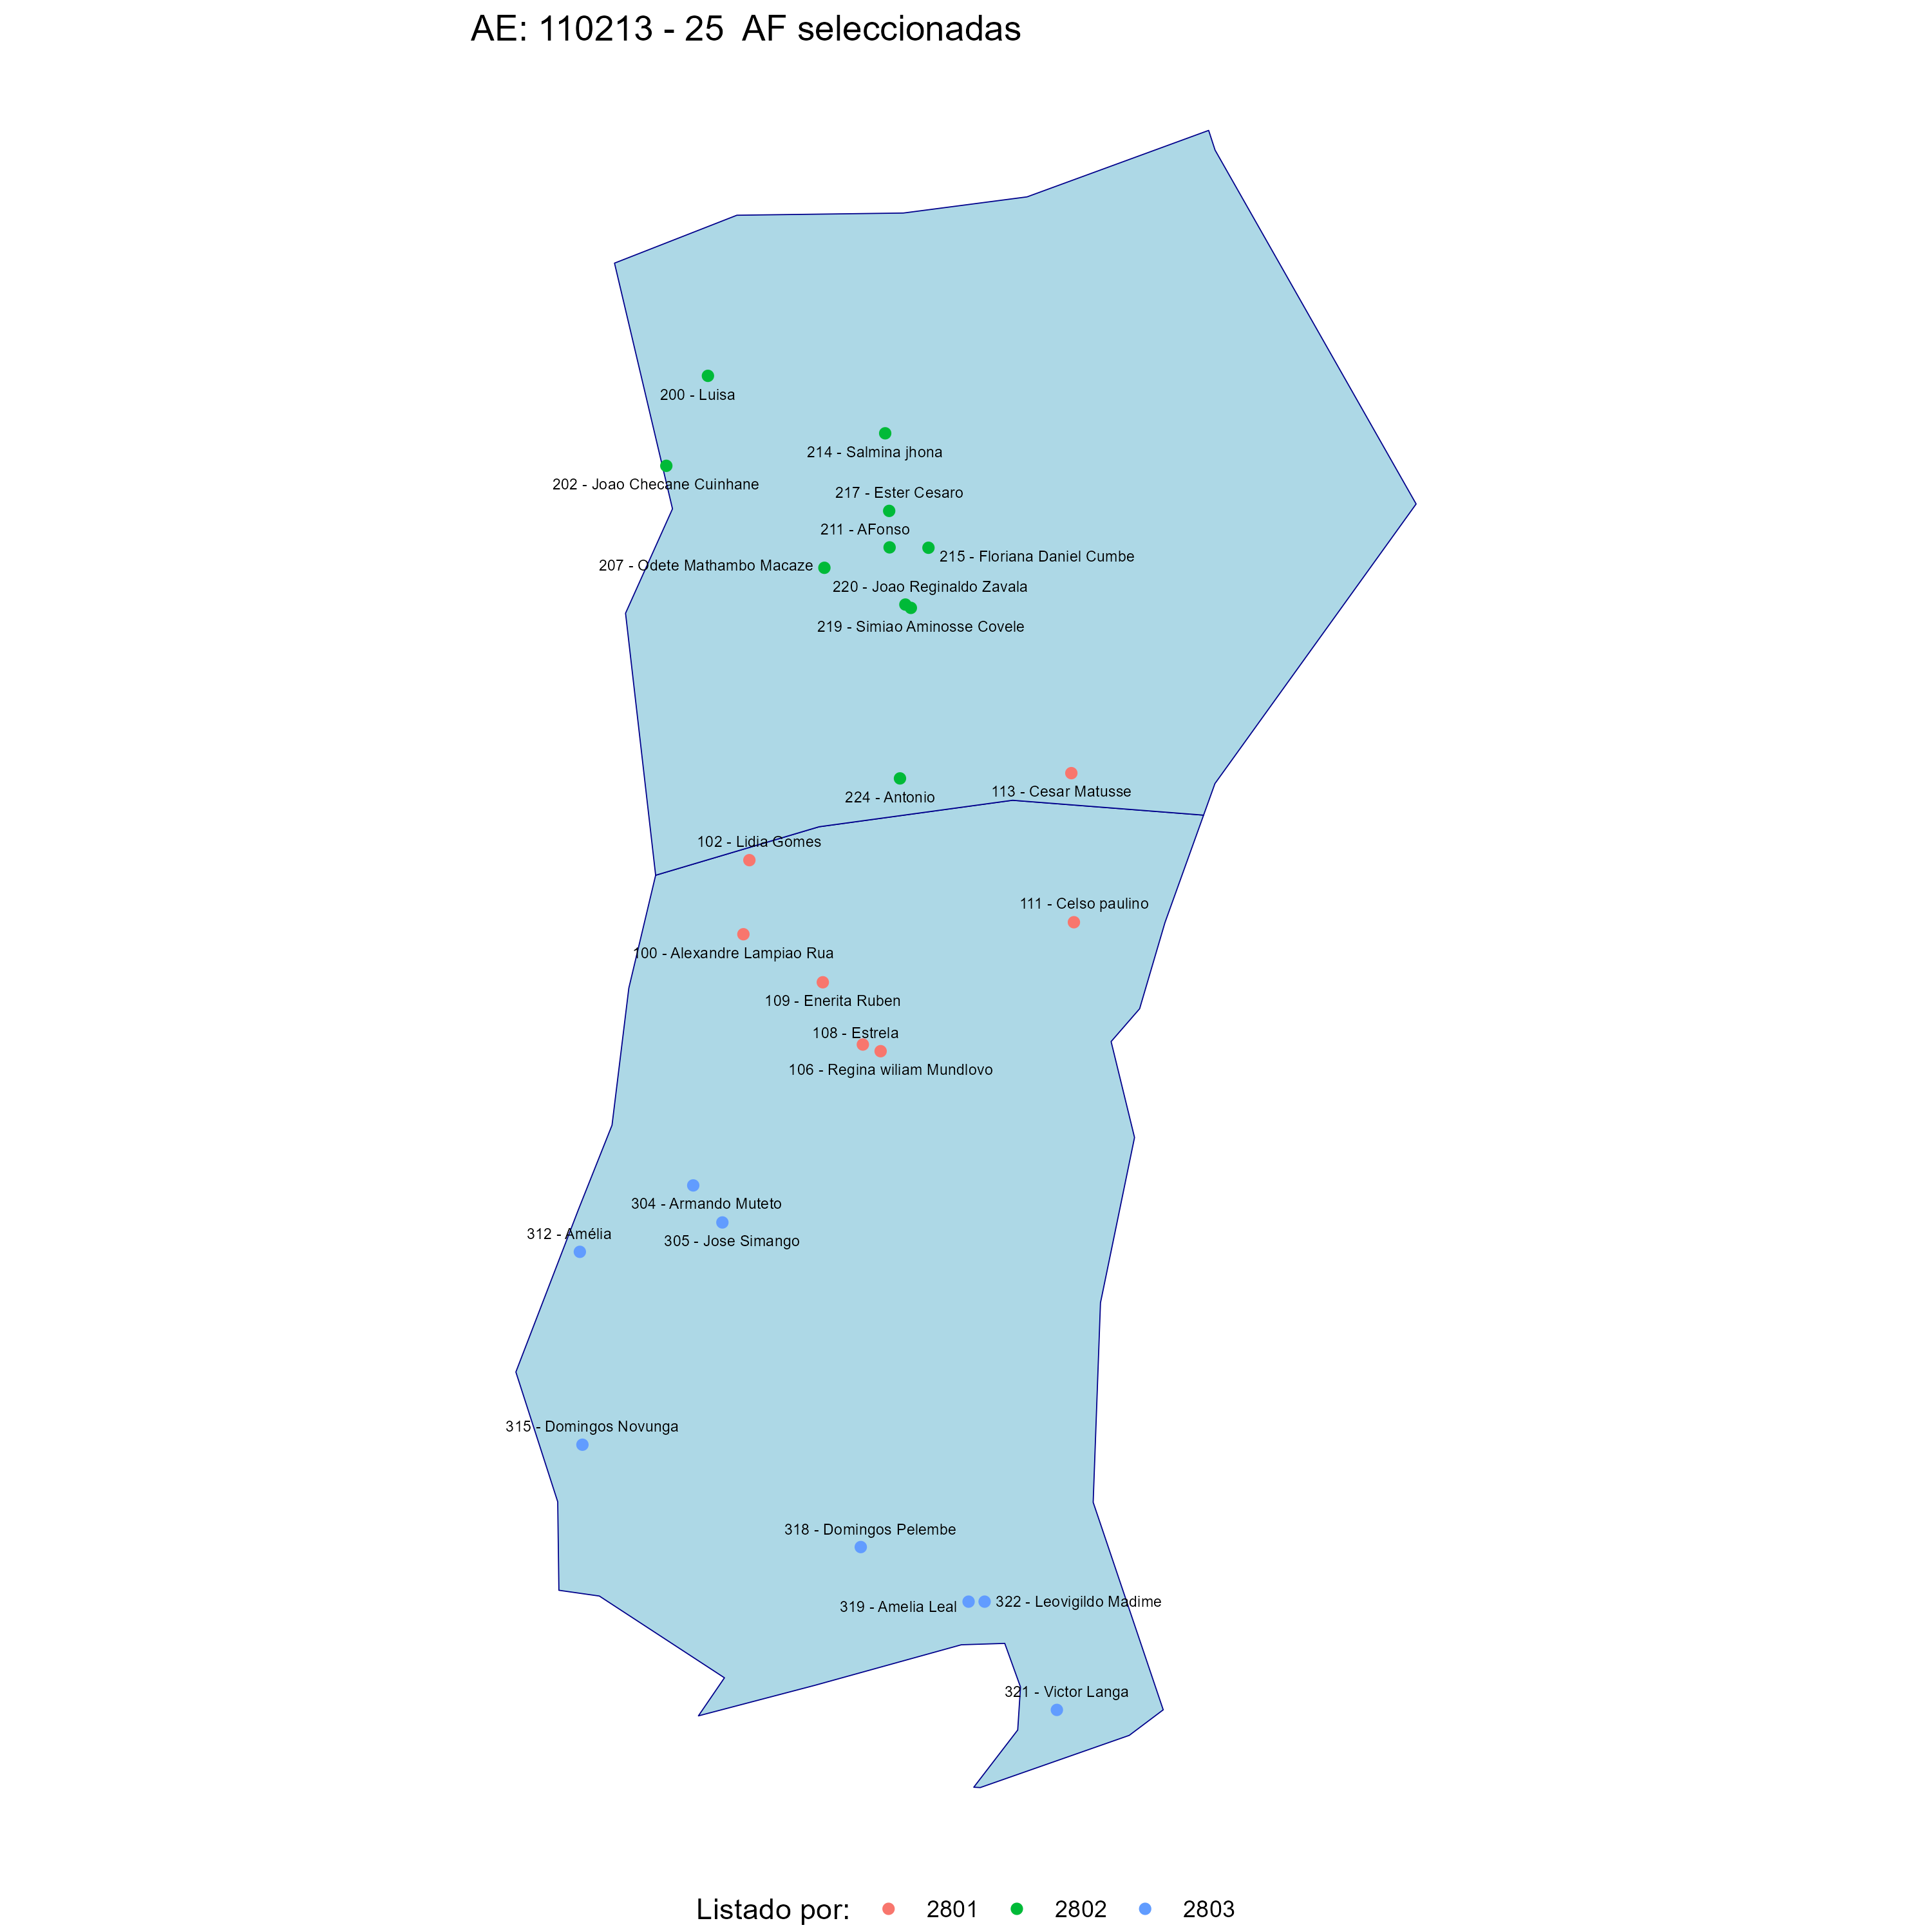 AE: 110213 - 25  AF seleccionadas
200 - Luisa
214 - Salmina jhona
202 - Joao Checane Cuinhane
217 - Ester Cesaro
211 - AFonso
215 - Floriana Daniel Cumbe
207 - Odete Mathambo Macaze
220 - Joao Reginaldo Zavala
219 - Simiao Aminosse Covele
113 - Cesar Matusse
224 - Antonio
102 - Lidia Gomes
111 - Celso paulino
100 - Alexandre Lampiao Rua
109 - Enerita Ruben
108 - Estrela
106 - Regina wiliam Mundlovo
304 - Armando Muteto
312 - Amélia
305 - Jose Simango
315 - Domingos Novunga
318 - Domingos Pelembe
322 - Leovigildo Madime
319 - Amelia Leal
321 - Victor Langa
Listado por: 2801 2802 2803